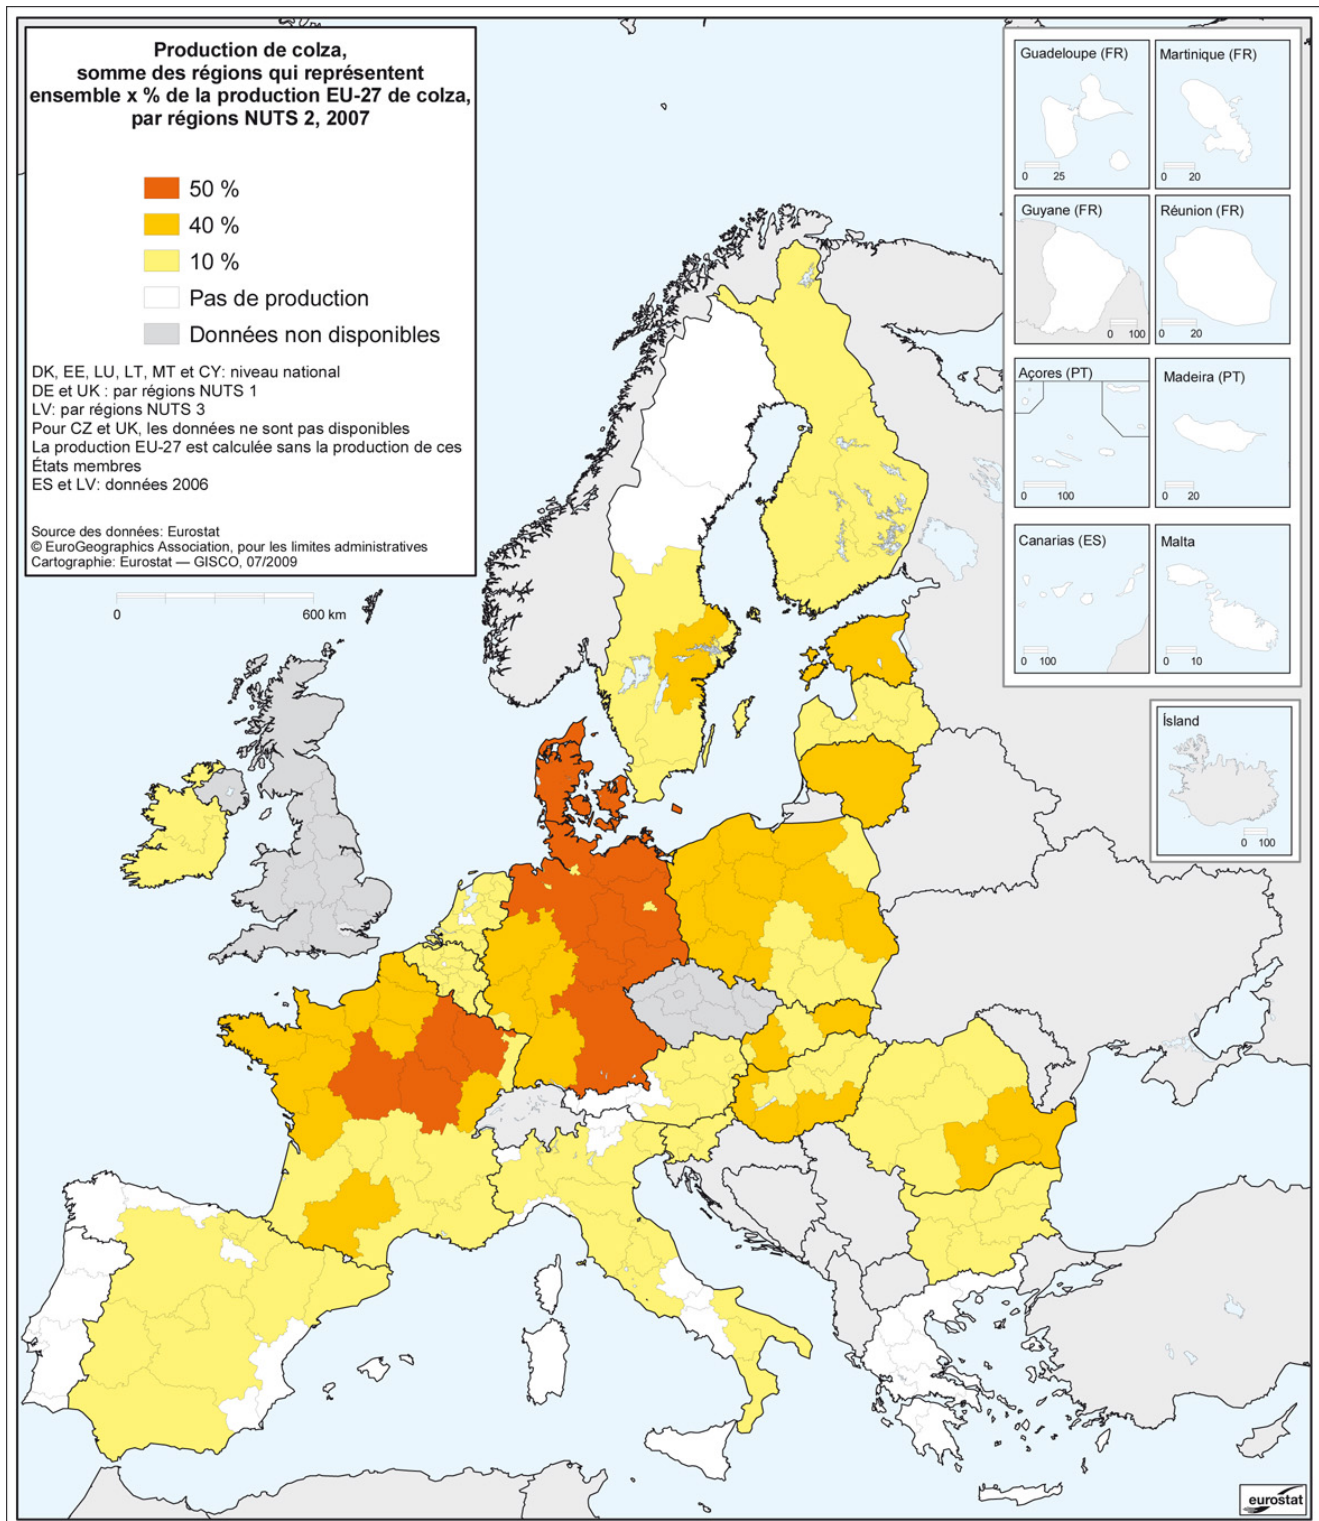 Production de colza,
somme des régions qui représentent
ensemble x % de la production EU-27 de colza,
par régions NUTS 2, 2007
50 %
40 %
10 %
Pas de production
Données non disponibles
DK, EE, LU, LT, MT et CY: niveau national
DE et UK : par régions NUTS 1
LV: par régions NUTS 3
Pour CZ et UK, les données ne sont pas disponibles
La production EU-27 est calculée sans la production de ces
États membres
ES et LV: données 2006
Source des données: Eurostat
© EuroGeographics Association, pour les limites administratives
Cartographie: Eurostat — GISCO, 07/2009
0 600 km
Guadeloupe (FR)
0 25
Martinique (FR)
0 20
Guyane (FR)
0 100
Réunion (FR)
0 20
Açores (PT)
0 100
Madeira (PT)
0 20
Canarias (ES)
0 100
Malta
0 10
Ísland
0 100
eurostat